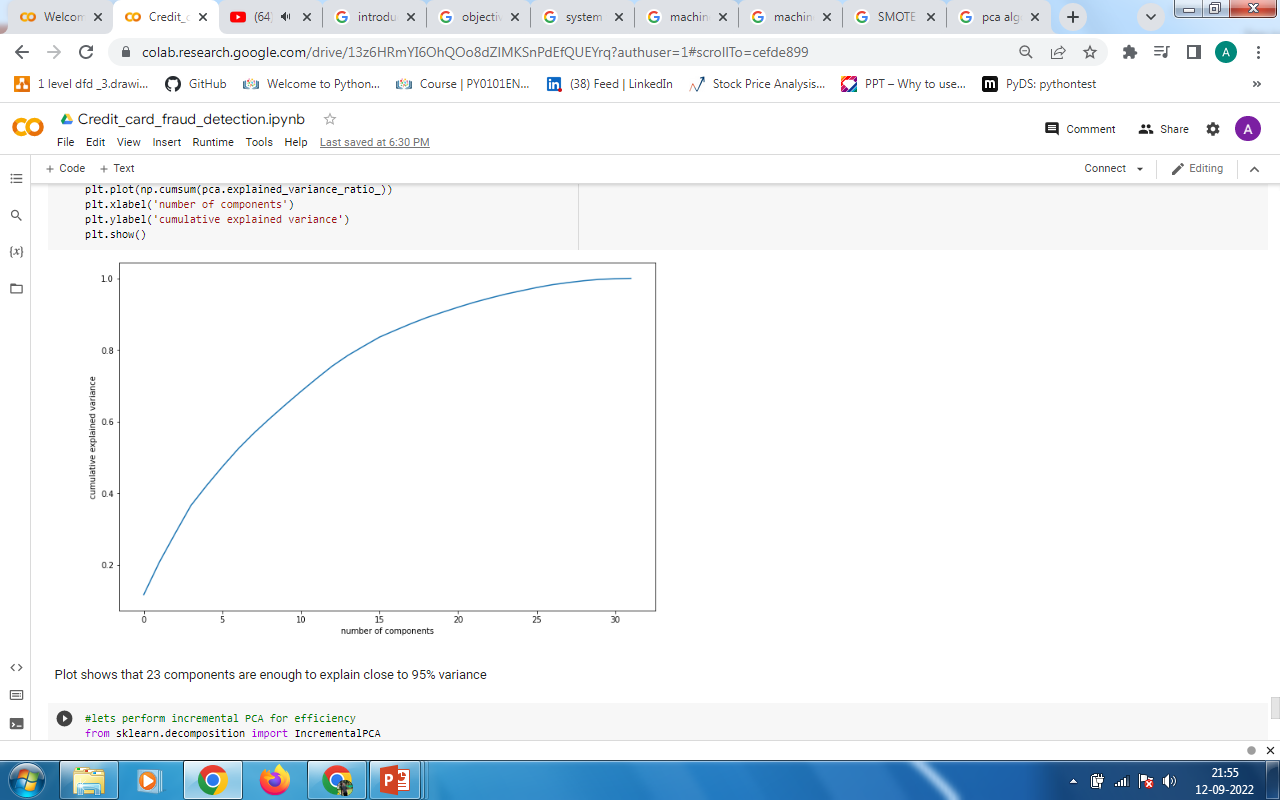 Welcom
Credit_c
(64)
introdu
objectiv
system
machin
machin
SMOTE
pca alg
colab.research.google.com/drive/13z6HRmYI6OhQOo8dZIMKSnPdEfQUEYrq?authuser=1#scrollTo=cefde899
A
1 level dfd _3.drawi...
GitHub
Welcome to Python...
Course | PY0101EN...
(38) Feed | LinkedIn
Stock Price Analysis...
PPT – Why to use...
PyDS: pythontest
»
CO
Credit_card_fraud_detection.ipynb
Comment
Share
A
File Edit View Insert Runtime Tools Help Last saved at 6:30 PM
+ Code + Text
Connect
Editing
plt.plot(np.cumsum(pca.explained_variance_ratio_))
plt.xlabel('number of components')
plt.ylabel('cumulative explained variance')
plt.show()
{x}
1.0
0.8
0.6
0.4
0.2
cumulative explained variance
0 5 10 15 20 25 30
number of components
Plot shows that 23 components are enough to explain close to 95% variance
#lets perform incremental PCA for efficiency
from sklearn.decomposition import IncrementalPCA
21:55
12-09-2022